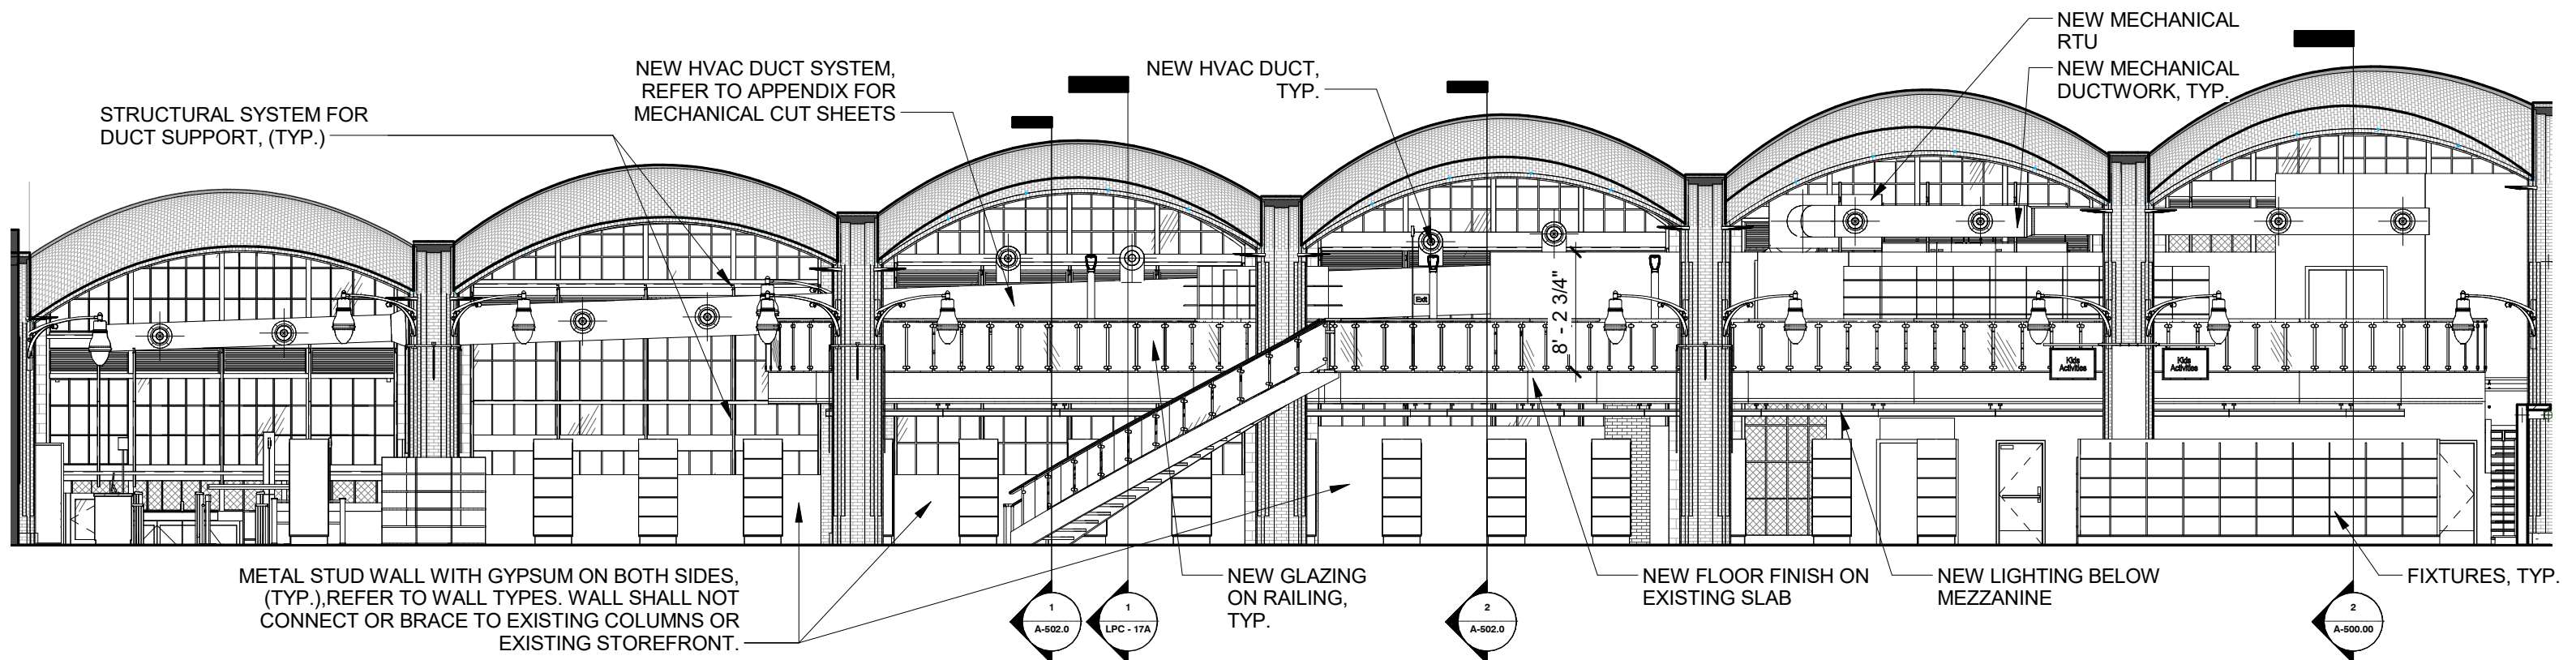 NEW MECHANICAL
RTU
NEW MECHANICAL
DUCTWORK, TYP.
NEW HVAC DUCT SYSTEM,
REFER TO APPENDIX FOR
MECHANICAL CUT SHEETS
NEW HVAC DUCT,
TYP.
STRUCTURAL SYSTEM FOR
DUCT SUPPORT, (TYP.)
Exit
8' - 2 3/4"
Kids
Activities
Kids
Activities
METAL STUD WALL WITH GYPSUM ON BOTH SIDES,
(TYP.),REFER TO WALL TYPES. WALL SHALL NOT
CONNECT OR BRACE TO EXISTING COLUMNS OR
EXISTING STOREFRONT.
1
A-502.0
1
LPC - 17A
NEW GLAZING
ON RAILING,
TYP.
2
A-502.0
NEW FLOOR FINISH ON
EXISTING SLAB
NEW LIGHTING BELOW
MEZZANINE
2
A-500.00
FIXTURES, TYP.